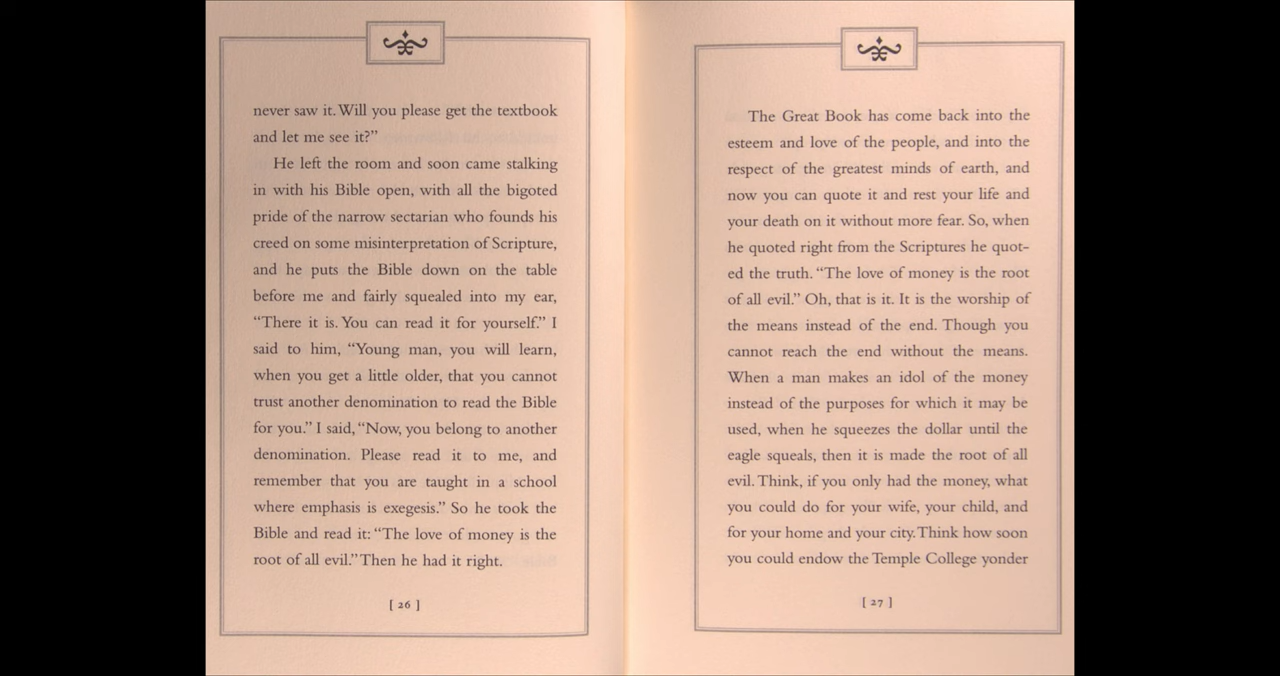 never saw it. Will you please get the textbook
and let me see it?”
He left the room and soon came stalking
in with his Bible open, with all the bigoted
pride of the narrow sectarian who founds his
creed on some misinterpretation of Scripture,
and he puts the Bible down on the table
before me and fairly squealed into my ear,
“There it is. You can read it for yourself.” I
said to him, “Young man, you will learn,
when you get a little older, that you cannot
trust another denomination to read the Bible
for you.” I said, “Now, you belong to another
denomination. Please read it to me, and
remember that you are taught in a school
where emphasis is exegesis.” So he took the
Bible and read it: “The love of money is the
root of all evil.” Then he had it right.
[ 26 ]
The Great Book has come back into the
esteem and love of the people, and into the
respect of the greatest minds of earth, and
now you can quote it and rest your life and
your death on it without more fear. So, when
he quoted right from the Scriptures he quot-
ed the truth. “The love of money is the root
of all evil.” Oh, that is it. It is the worship of
the means instead of the end. Though you
cannot reach the end without the means.
When a man makes an idol of the money
instead of the purposes for which it may be
used, when he squeezes the dollar until the
eagle squeals, then it is made the root of all
evil. Think, if you only had the money, what
you could do for your wife, your child, and
for your home and your city. Think how soon
you could endow the Temple College yonder
[ 27 ]